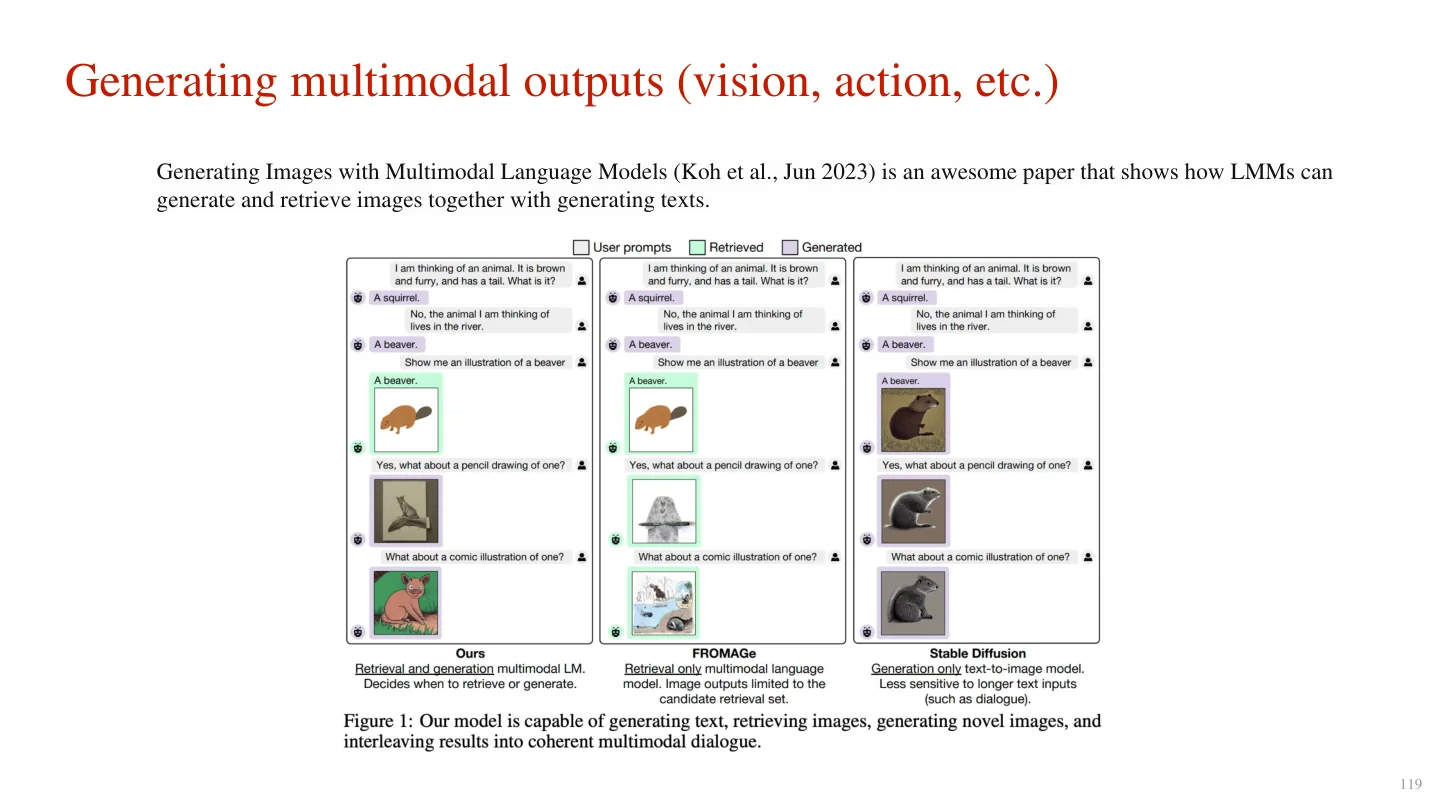 Generating multimodal outputs (vision, action, etc.)
Generating Images with Multimodal Language Models (Koh et al., Jun 2023) is an awesome paper that shows how LMMs can
generate and retrieve images together with generating texts.
User prompts Retrieved Generated
I am thinking of an animal. It is brown
and furry, and has a tail. What is it?
A squirrel.
No, the animal I am thinking of
lives in the river.
A beaver.
Show me an illustration of a beaver
A beaver.
Yes, what about a pencil drawing of one?
What about a comic illustration of one?
Ours
Retrieval and generation multimodal LM.
Decides when to retrieve or generate.
I am thinking of an animal. It is brown
and furry, and has a tail. What is it?
A squirrel.
No, the animal I am thinking of
lives in the river.
A beaver.
Show me an illustration of a beaver
A beaver.
Yes, what about a pencil drawing of one?
What about a comic illustration of one?
FROMAGe
Retrieval only multimodal language
model. Image outputs limited to the
candidate retrieval set.
I am thinking of an animal. It is brown
and furry, and has a tail. What is it?
A squirrel.
No, the animal I am thinking of
lives in the river.
A beaver.
Show me an illustration of a beaver
A beaver.
Yes, what about a pencil drawing of one?
What about a comic illustration of one?
Stable Diffusion
Generation only text-to-image model.
Less sensitive to longer text inputs
(such as dialogue).
Figure 1: Our model is capable of generating text, retrieving images, generating novel images, and
interleaving results into coherent multimodal dialogue.
119